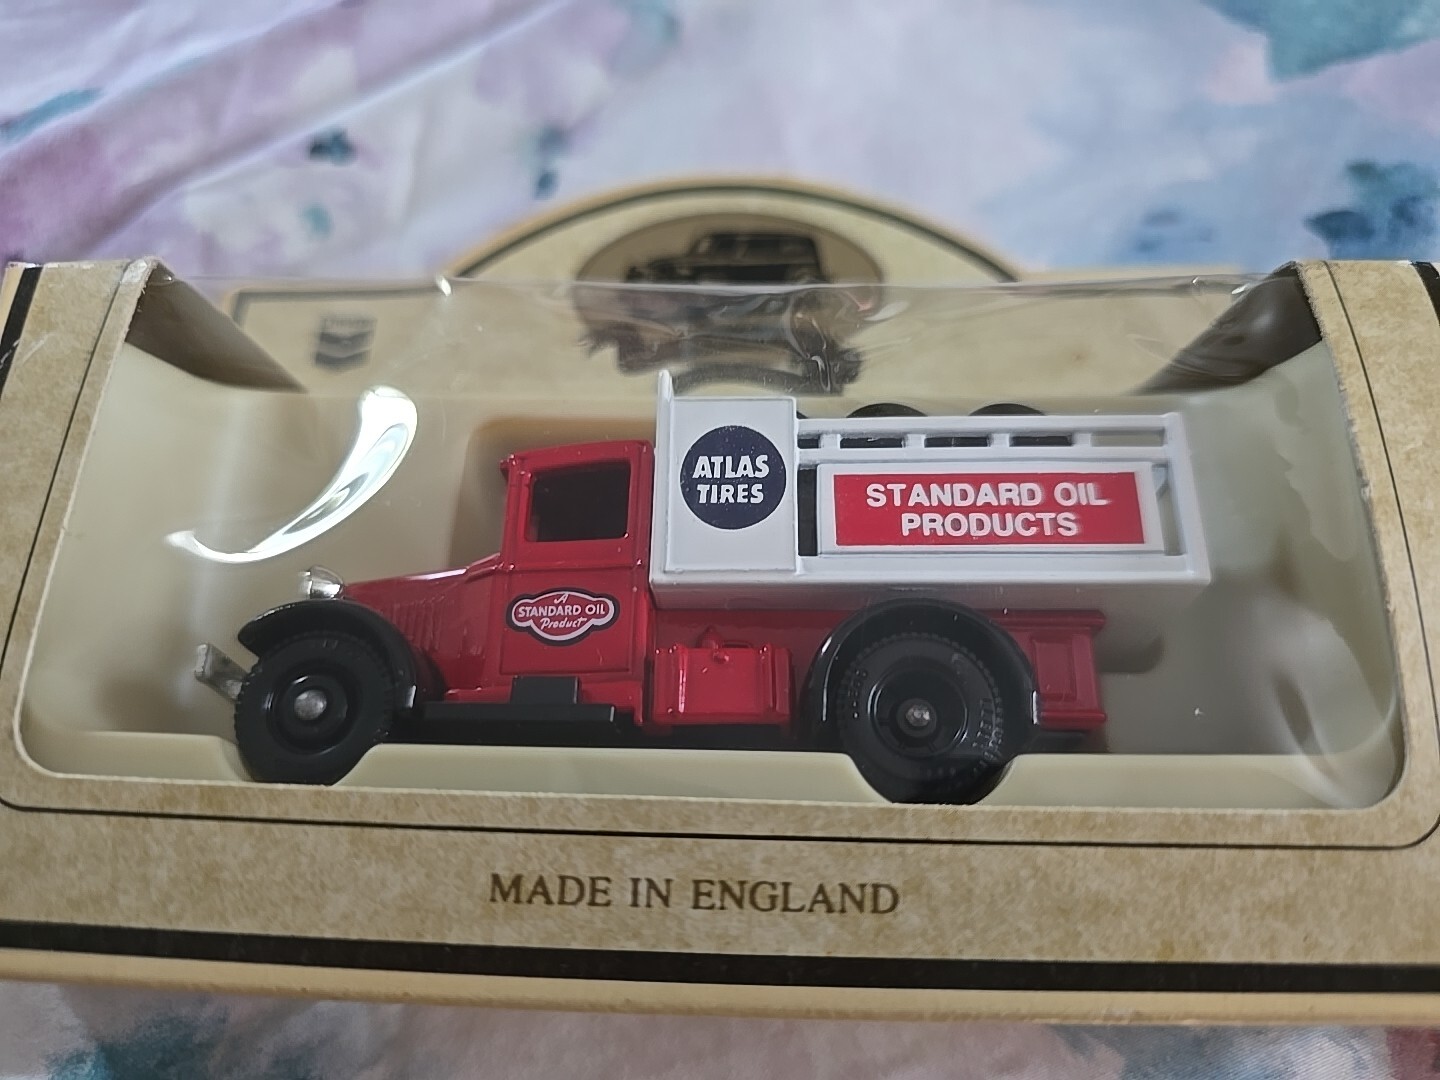 ATLAS
TIRES
STANDARD OIL
PRODUCTS
A
STANDARD OIL
Product
MADE IN ENGLAND